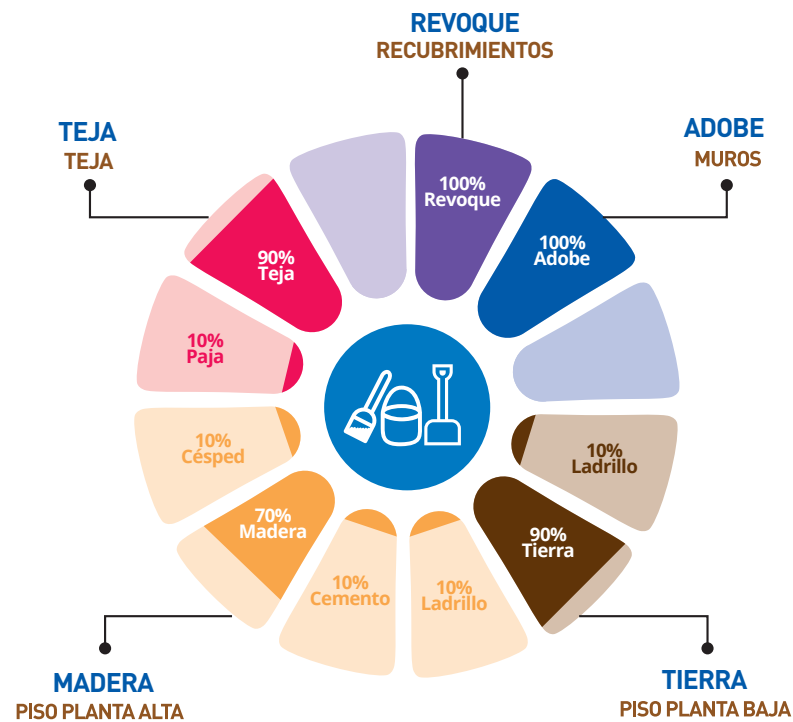 REVOQUE
RECUBRIMIENTOS
TEJA
TEJA
ADOBE
MUROS
100%
Revoque
100%
Adobe
90%
Teja
10%
Paja
10%
Césped
10%
Ladrillo
70%
Madera
90%
Tierra
10%
Cemento
10%
Ladrillo
MADERA
PISO PLANTA ALTA
TIERRA
PISO PLANTA BAJA